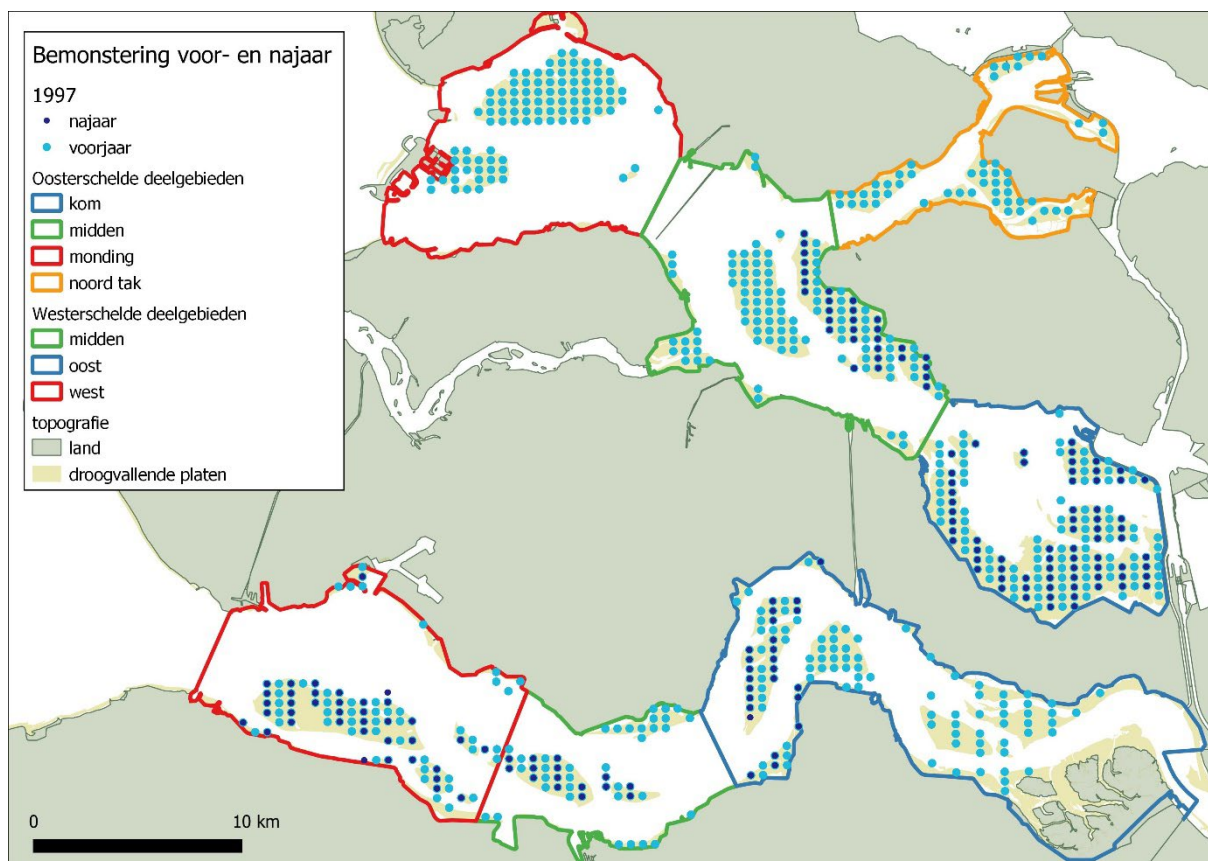 Bemonstering voor- en najaar
1997
najaar
voorjaar
Oosterschelde deelgebieden
kom
midden
monding
noord tak
Westerschelde deelgebieden
midden
oost
west
topografie
land
droogvallende platen
0 10 km